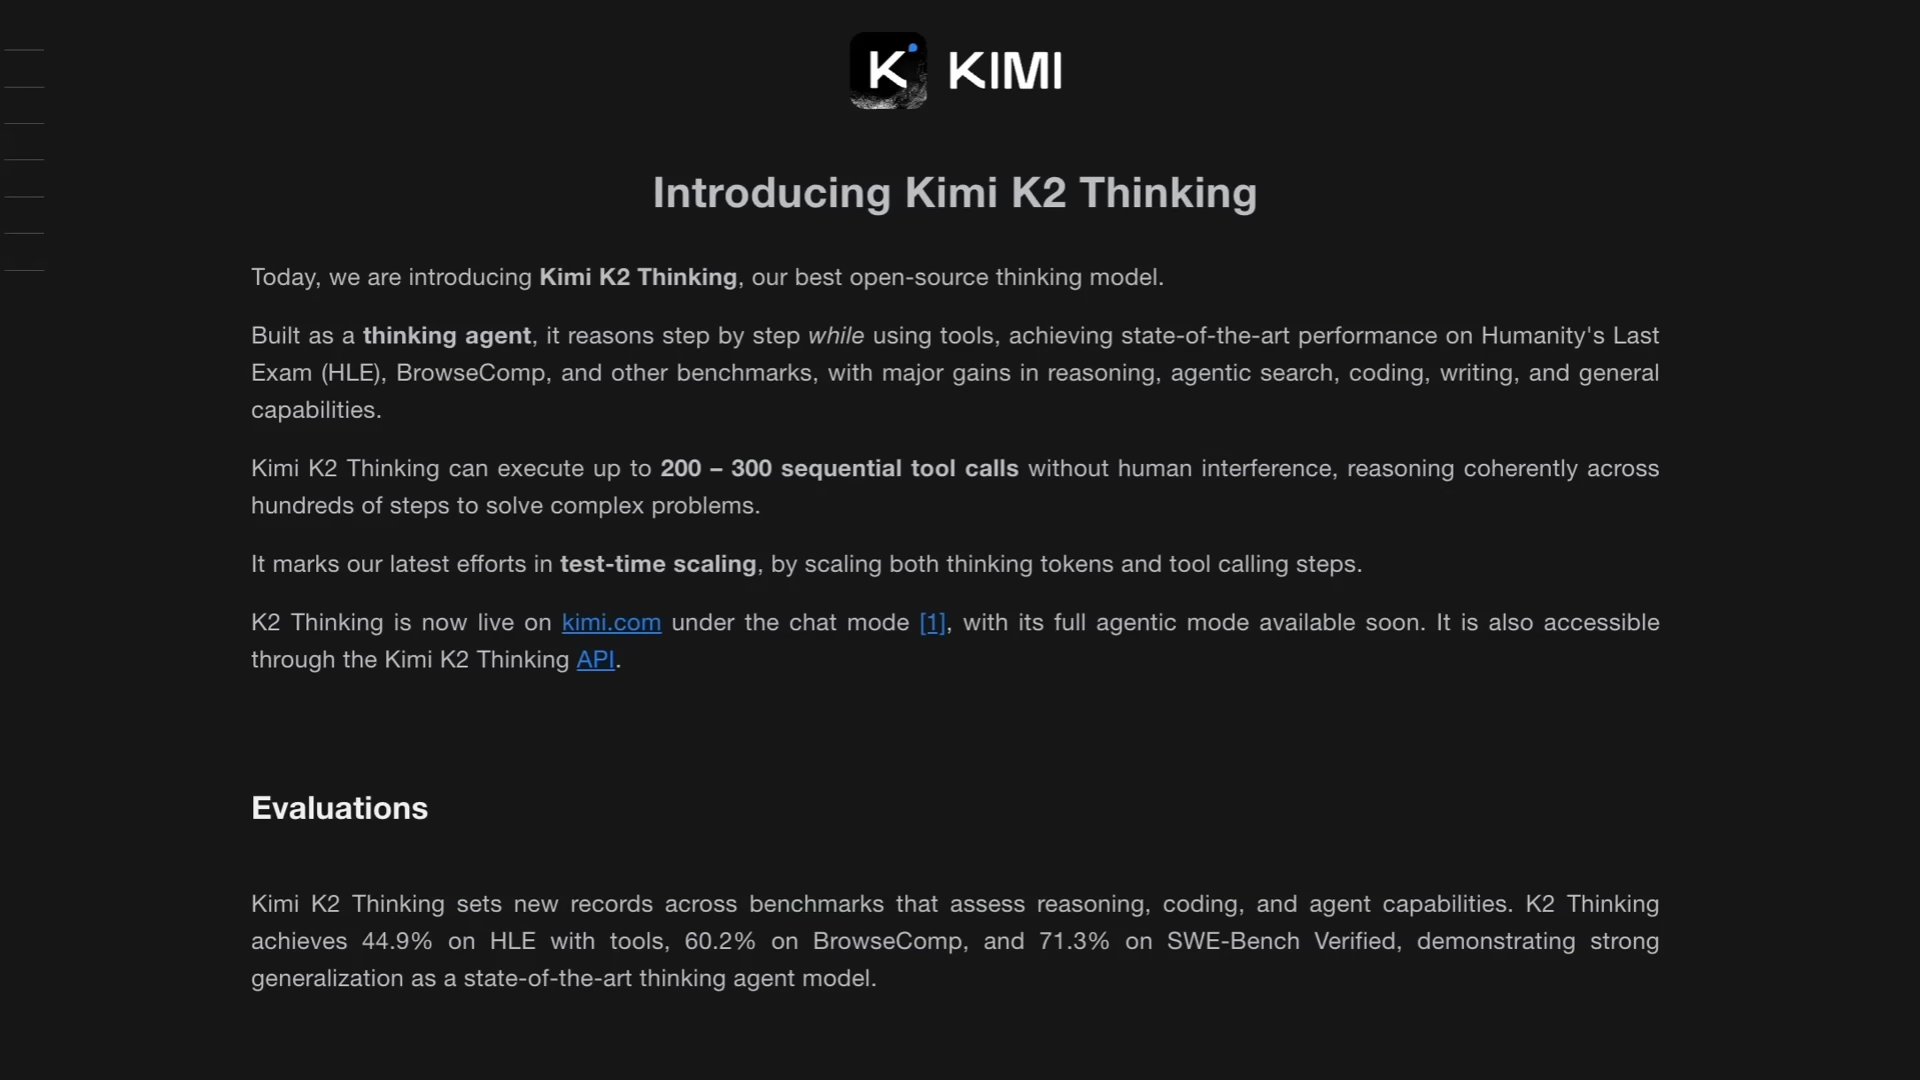 K KIMI
Introducing Kimi K2 Thinking
Today, we are introducing Kimi K2 Thinking, our best open-source thinking model.
Built as a thinking agent, it reasons step by step while using tools, achieving state-of-the-art performance on Humanity's Last
Exam (HLE), BrowseComp, and other benchmarks, with major gains in reasoning, agentic search, coding, writing, and general
capabilities.
Kimi K2 Thinking can execute up to 200 – 300 sequential tool calls without human interference, reasoning coherently across
hundreds of steps to solve complex problems.
It marks our latest efforts in test-time scaling, by scaling both thinking tokens and tool calling steps.
K2 Thinking is now live on kimi.com under the chat mode [1], with its full agentic mode available soon. It is also accessible
through the Kimi K2 Thinking API.
Evaluations
Kimi K2 Thinking sets new records across benchmarks that assess reasoning, coding, and agent capabilities. K2 Thinking
achieves 44.9% on HLE with tools, 60.2% on BrowseComp, and 71.3% on SWE-Bench Verified, demonstrating strong
generalization as a state-of-the-art thinking agent model.